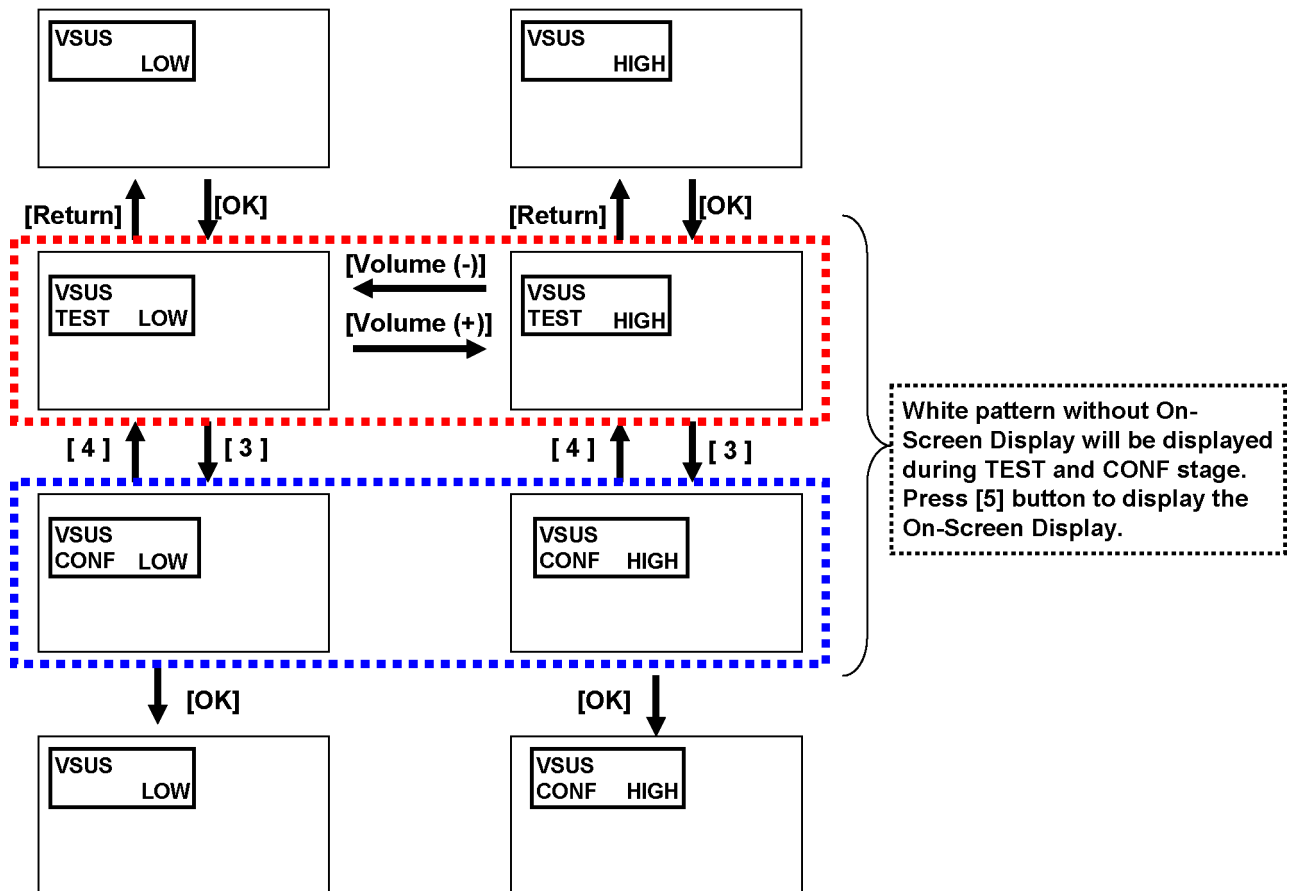 VSUS
LOW
VSUS
HIGH
[Return]
[OK]
[Return]
[OK]
VSUS
TEST LOW
[Volume (-)]
[Volume (+)]
VSUS
TEST HIGH
[ 4 ]
[ 3 ]
[ 4 ]
[ 3 ]
White pattern without On-
Screen Display will be displayed
during TEST and CONF stage.
Press [5] button to display the
On-Screen Display.
VSUS
CONF LOW
VSUS
CONF HIGH
[OK]
[OK]
VSUS
LOW
VSUS
CONF HIGH